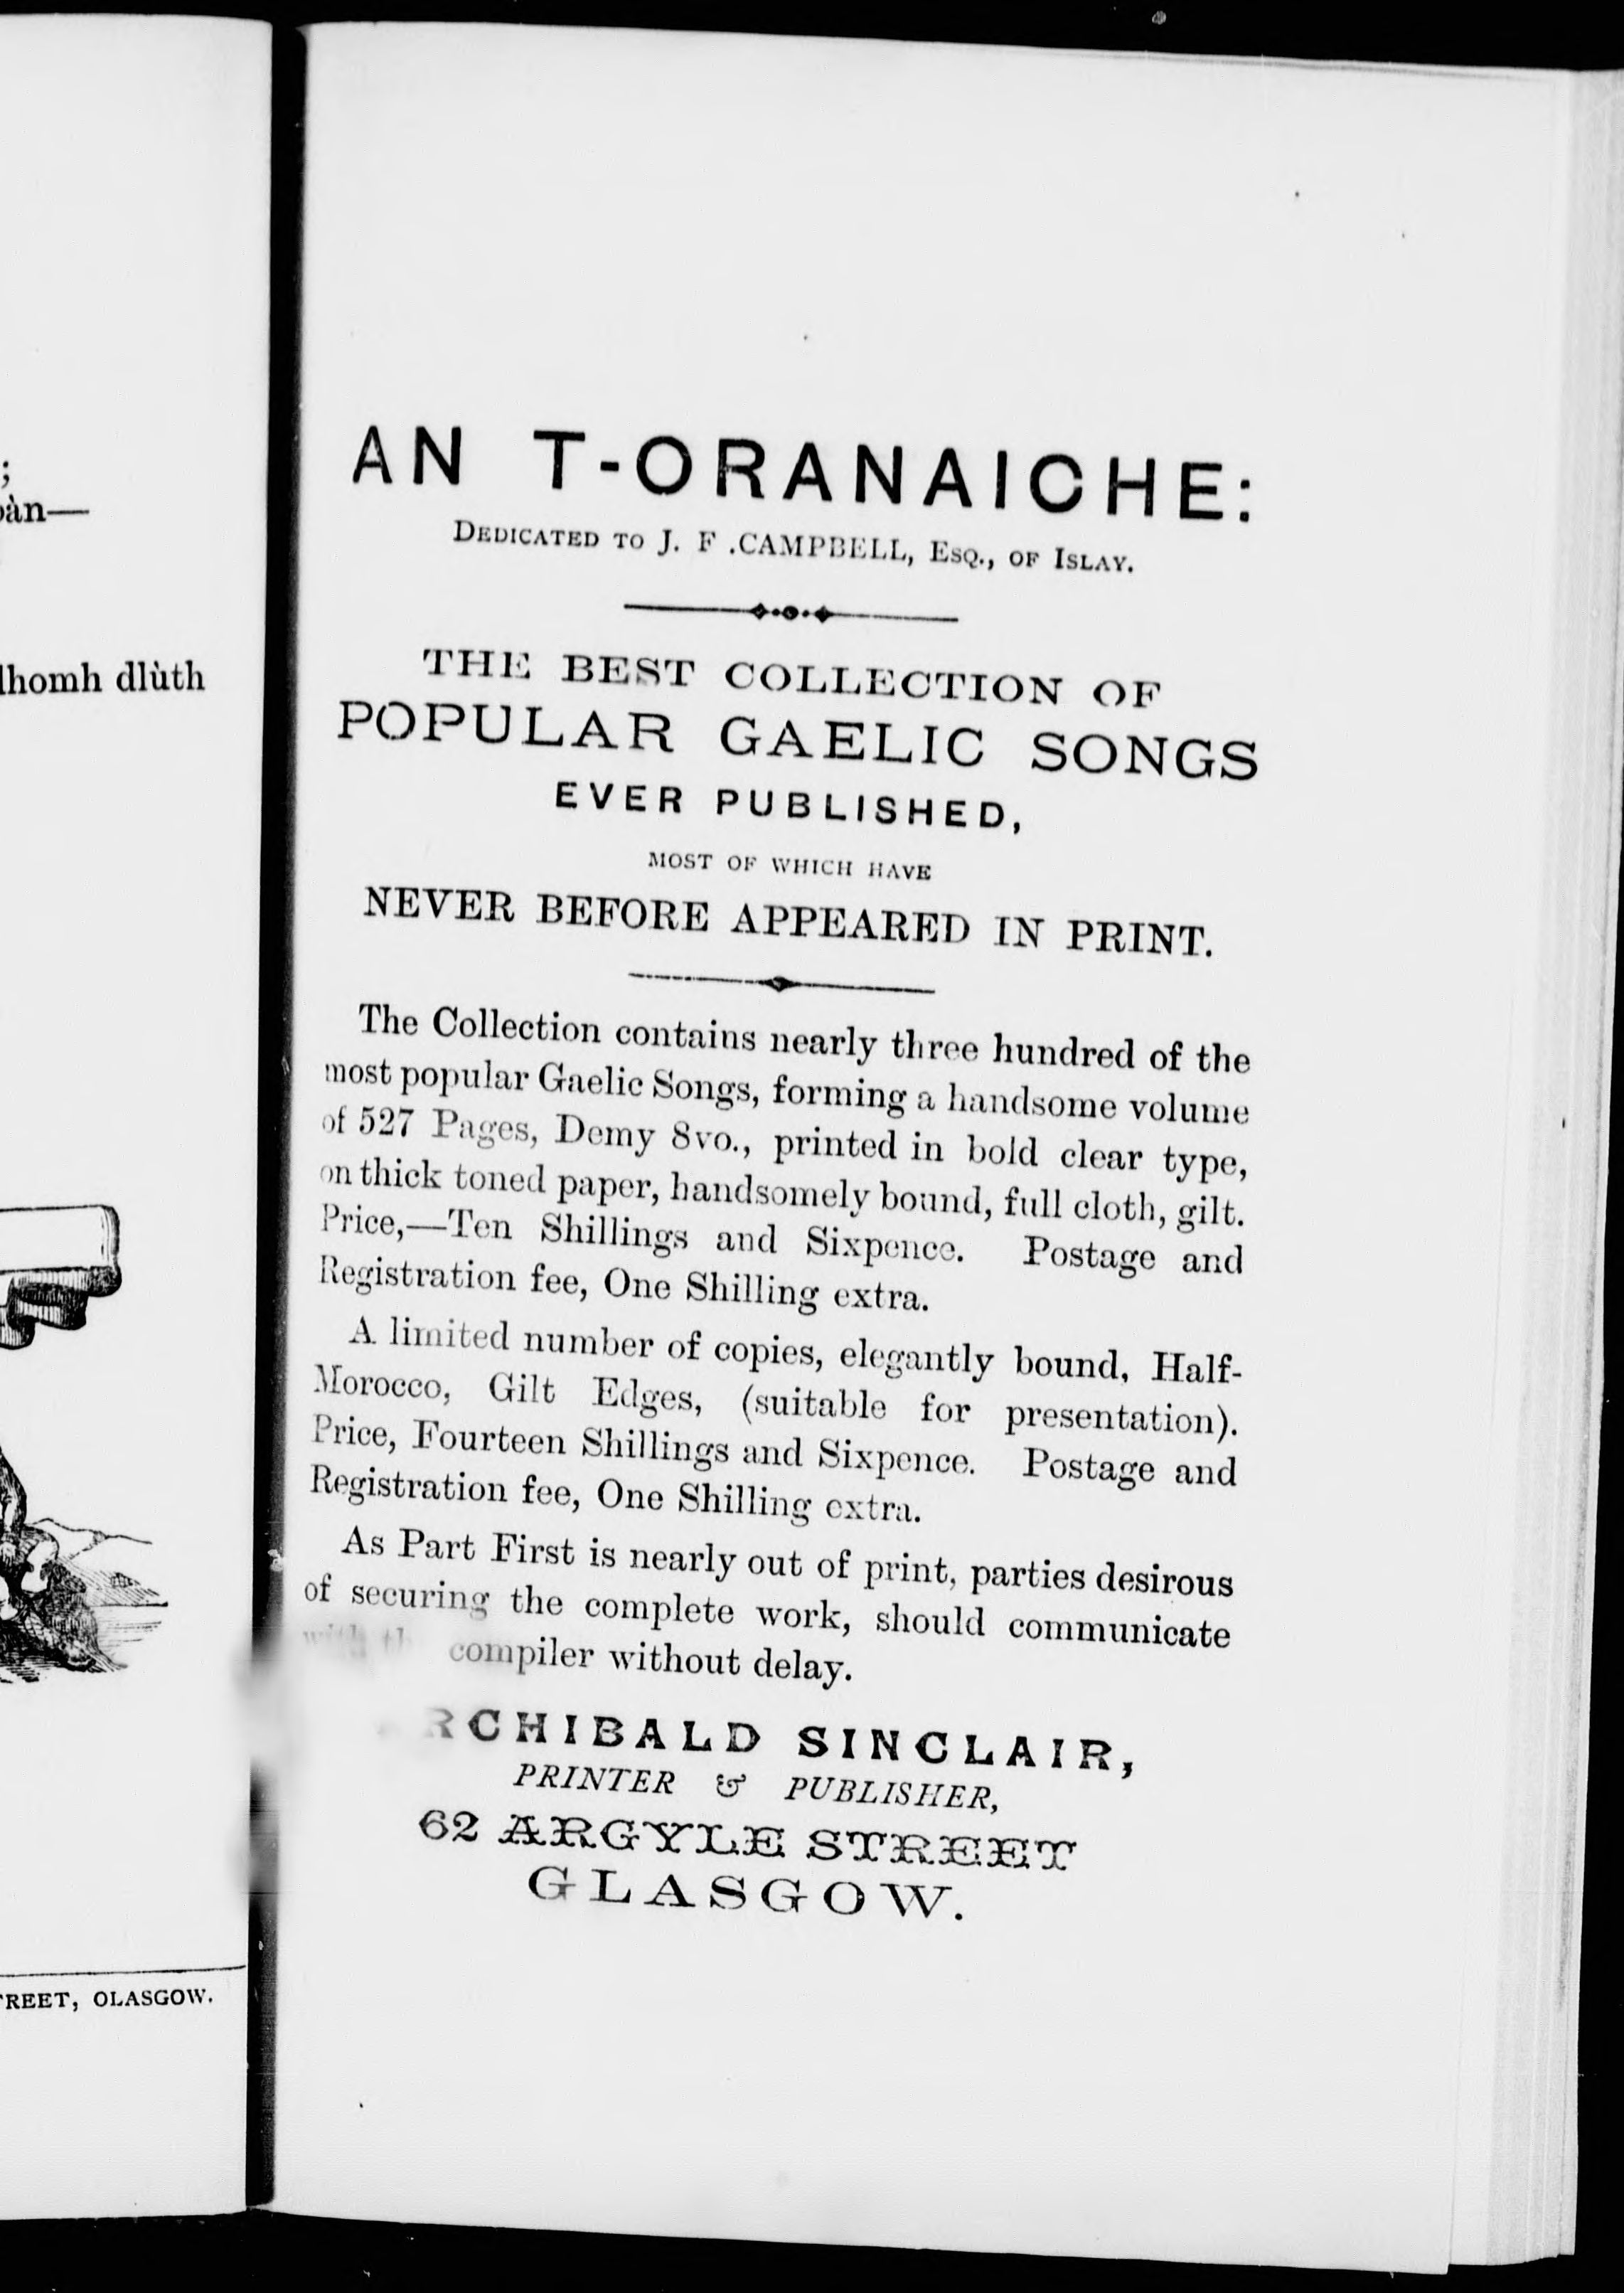 ;
àn—
lhomh dlùth
REET, OLASGOW.
AN T-ORANAICHE:
DEDICATED TO J. F .CAMPBELL, ESQ., OF ISLAY.
THE BEST COLLECTION OF
POPULAR GAELIC SONGS
EVER PUBLISHED,
MOST OF WHICH HAVE
NEVER BEFORE APPEARED IN PRINT.
The Collection contains nearly three hundred of the
most popular Gaelic Songs, forming a handsome volume
of 527 Pages, Demy 8vo., printed in bold clear type,
on thick toned paper, handsomely bound, full cloth, gilt.
Price,—Ten Shillings and Sixpence. Postage and
Registration fee, One Shilling extra.
A limited number of copies, elegantly bound, Half-
Morocco, Gilt Edges, (suitable for presentation).
Price, Fourteen Shillings and Sixpence. Postage and
Registration fee, One Shilling extra.
As Part First is nearly out of print, parties desirous
of securing the complete work, should communicate
with compiler without delay.
ARCHIBALD SINCLAIR,
PRINTER & PUBLISHER,
62 ARGYLE STREET
GLASGOW.